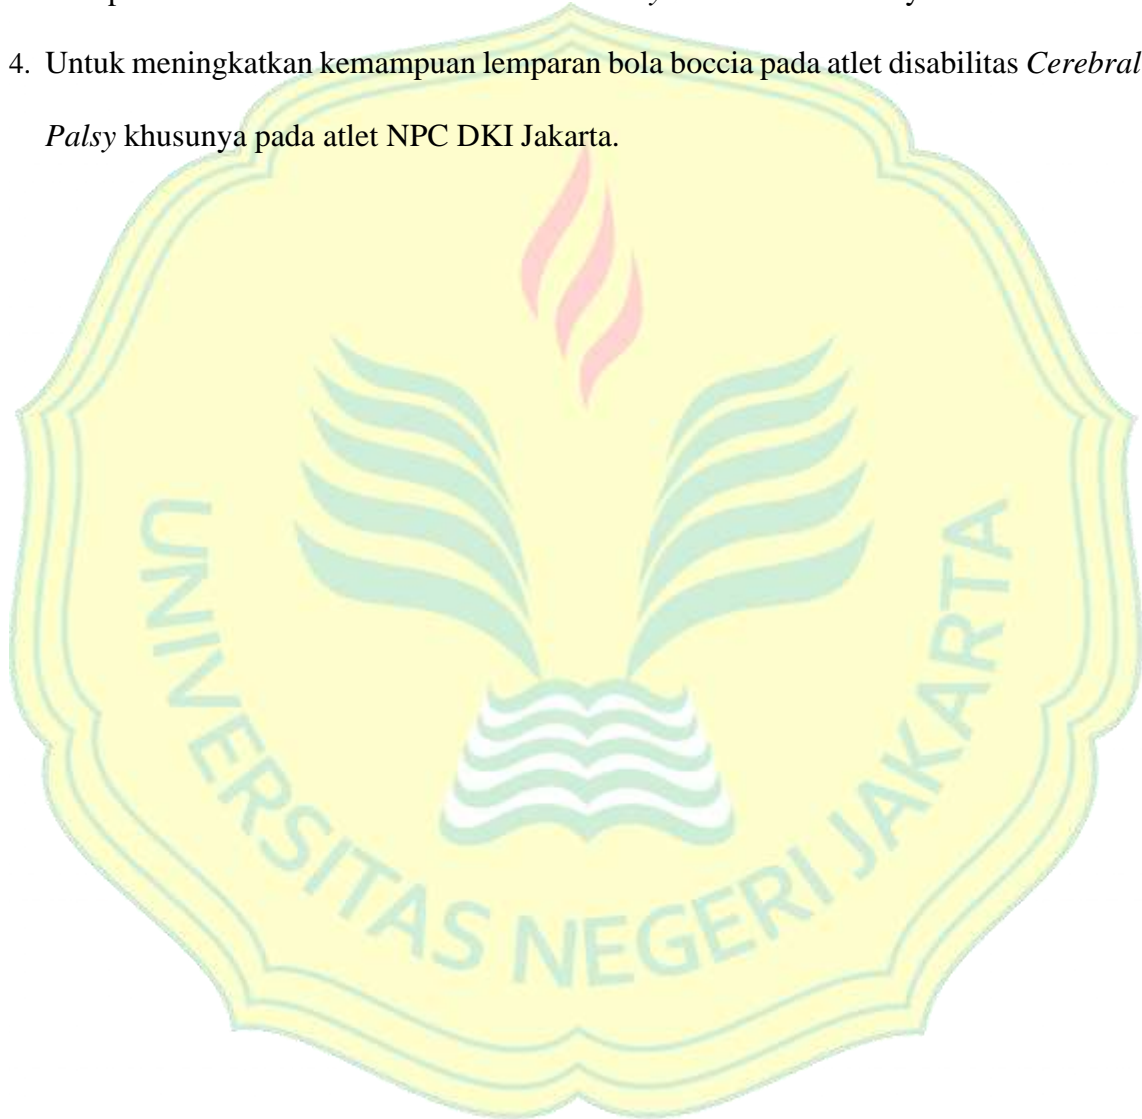 4. Untuk meningkatkan kemampuan lemparan bola boccia pada atlet disabilitas Cerebral
Palsy khusunya pada atlet NPC DKI Jakarta.
UNIVERSITAS NEGERI JAKARTA